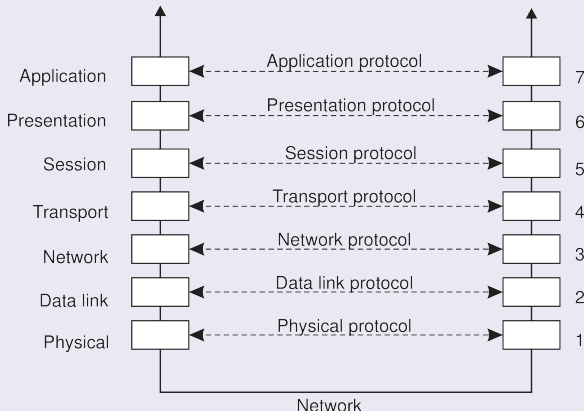 Application protocol
Application 7
Presentation protocol
Presentation 6
Session protocol
Session 5
Transport protocol
Transport 4
Network protocol
Network 3
Data link protocol
Data link 2
Physical protocol
Physical 1
Network